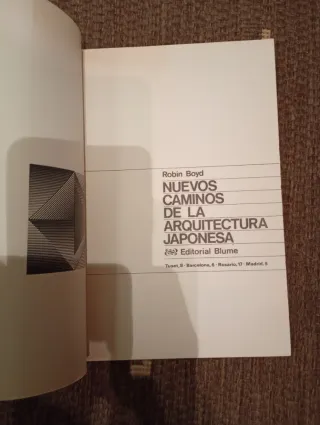 Robin Boyd
NUEVOS
CAMINOS
DE LA
ARQUITECTURA
JAPONESA
Editorial Blume
Tuset, 8 · Barcelona, 6 · Rosario, 17 · Madrid, 5